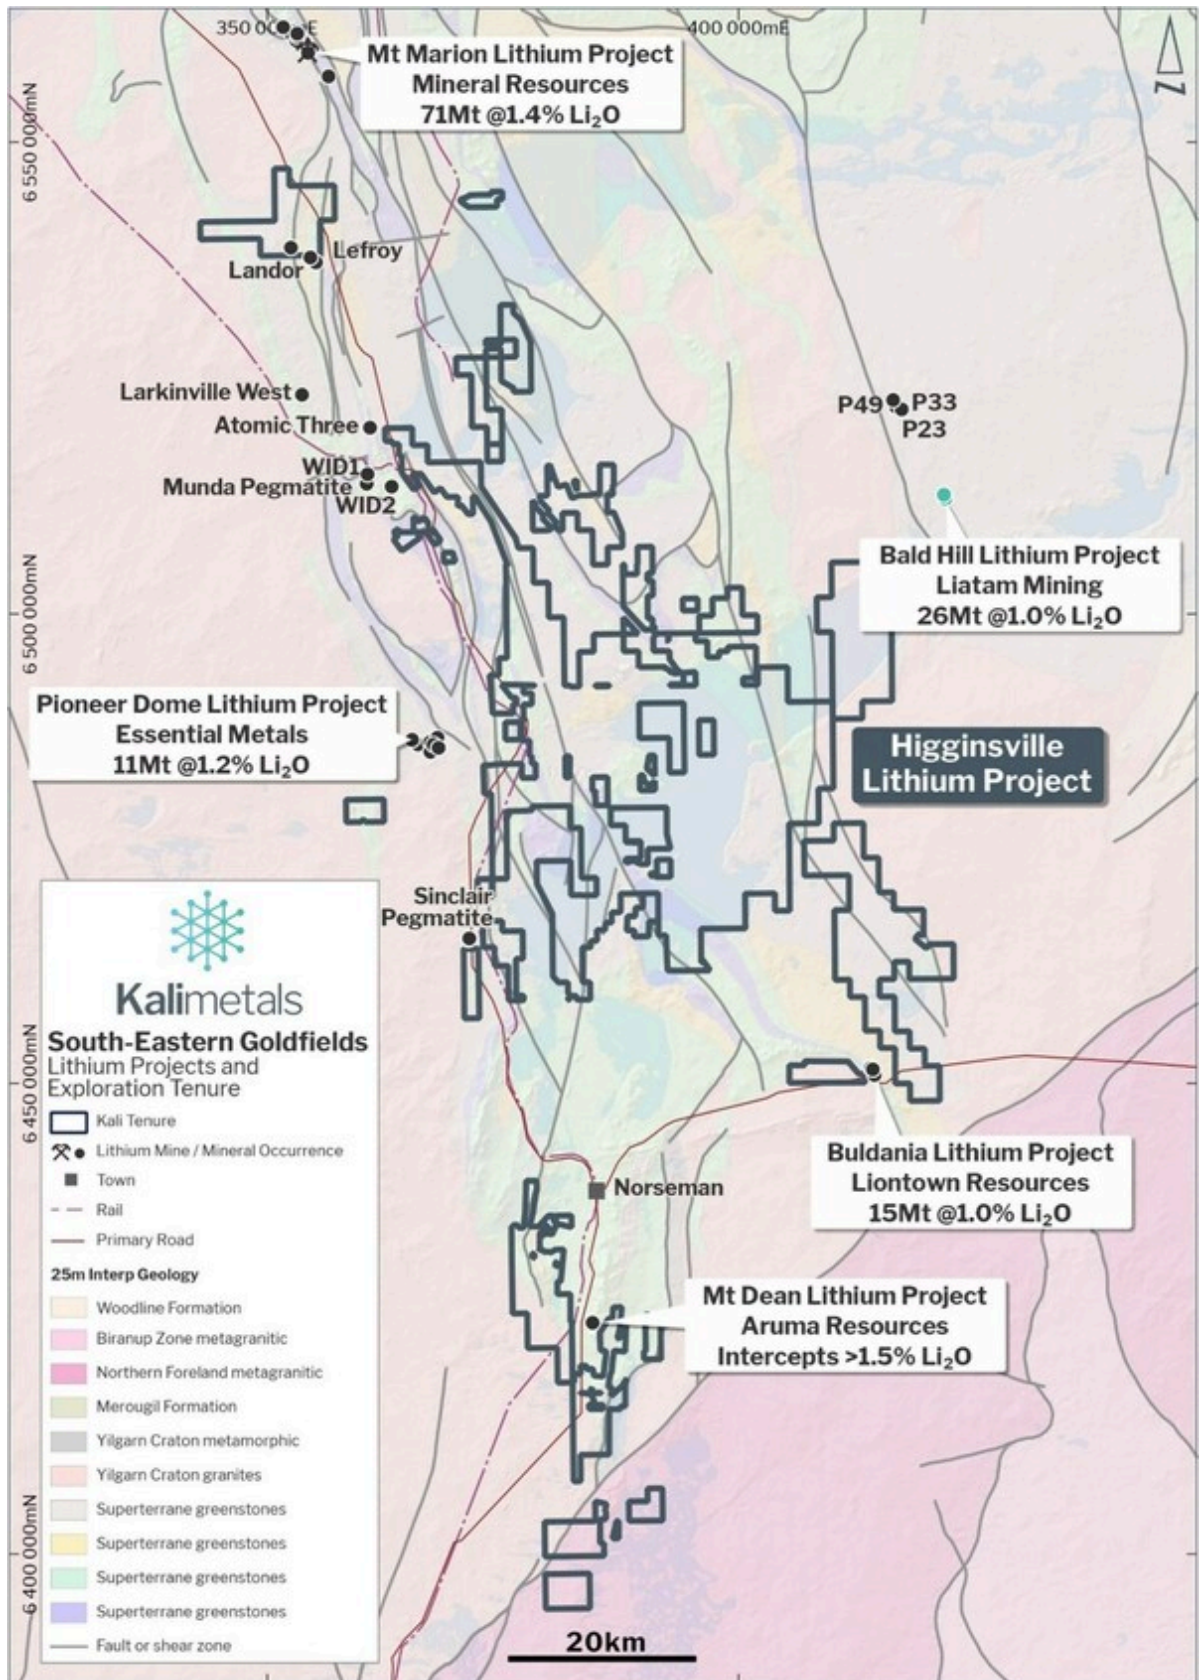 350 000mE
400 000mE
Mt Marion Lithium Project
Mineral Resources
71Mt @1.4% Li₂O
N
6 550 000mN
Lefroy
Landor
Larkinville West
Atomic Three
WID1
Munda Pegmatite
WID2
P49
P33
P23
Bald Hill Lithium Project
Liatam Mining
26Mt @1.0% Li₂O
6 500 000mN
Pioneer Dome Lithium Project
Essential Metals
11Mt @1.2% Li₂O
Higginsville
Lithium Project
Sinclair
Pegmatite
Kalimetals
South-Eastern Goldfields
Lithium Projects and
Exploration Tenure
Kali Tenure
Lithium Mine / Mineral Occurrence
Town
Rail
Primary Road
25m Interp Geology
Woodline Formation
Biranup Zone metagranitic
Northern Foreland metagranitic
Merougil Formation
Yilgarn Craton metamorphic
Yilgarn Craton granites
Superterrane greenstones
Superterrane greenstones
Superterrane greenstones
Superterrane greenstones
Fault or shear zone
6 450 000mN
Buldania Lithium Project
Liontown Resources
15Mt @1.0% Li₂O
Norseman
Mt Dean Lithium Project
Aruma Resources
Intercepts >1.5% Li₂O
6 400 000mN
20km